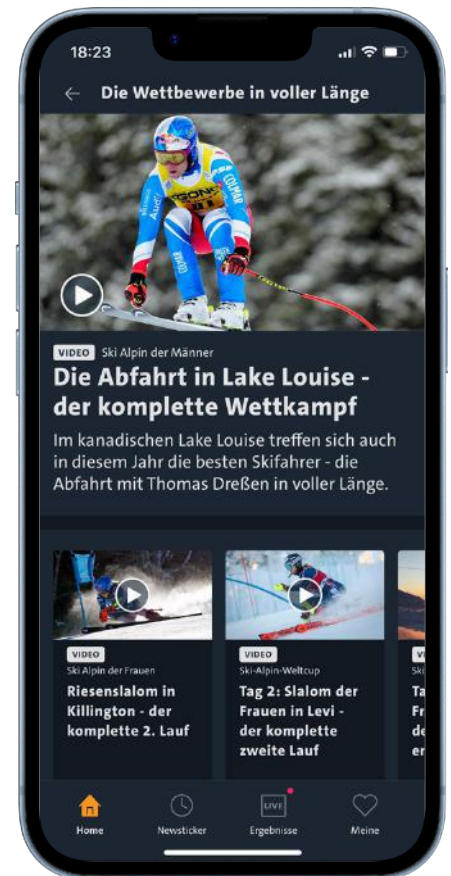 18:23
Die Wettbewerbe in voller Länge
COLMAR
Audi
VIDEO Ski Alpin der Männer
Die Abfahrt in Lake Louise -
der komplette Wettkampf
Im kanadischen Lake Louise treffen sich auch
in diesem Jahr die besten Skifahrer - die
Abfahrt mit Thomas Dreßen in voller Länge.
VIDEO
Ski Alpin der Frauen
Riesenslalom in
Killington - der
komplette 2. Lauf
VIDEO
Ski-Alpin-Weltcup
Tag 2: Slalom der
Frauen in Levi -
der komplette
zweite Lauf
LIVE
Home Newsticker Ergebnisse Meine